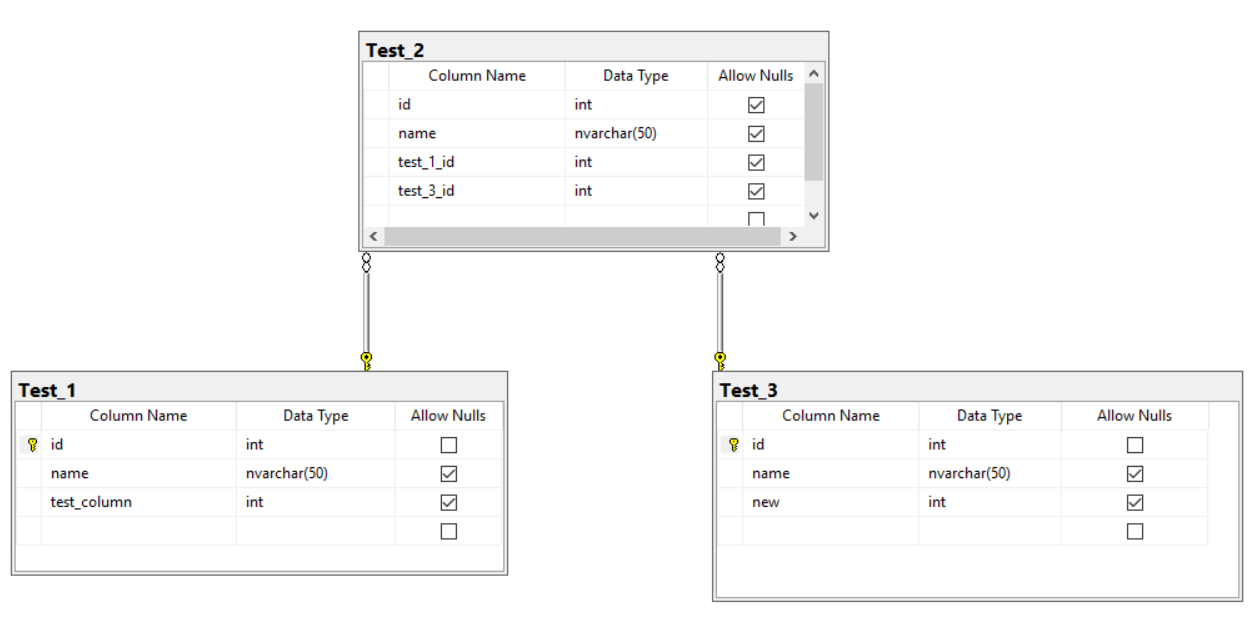 Test_2
Column Name Data Type Allow Nulls
id int
name nvarchar(50)
test_1_id int
test_3_id int
Test_1
Column Name Data Type Allow Nulls
id int
name nvarchar(50)
test_column int
Test_3
Column Name Data Type Allow Nulls
id int
name nvarchar(50)
new int